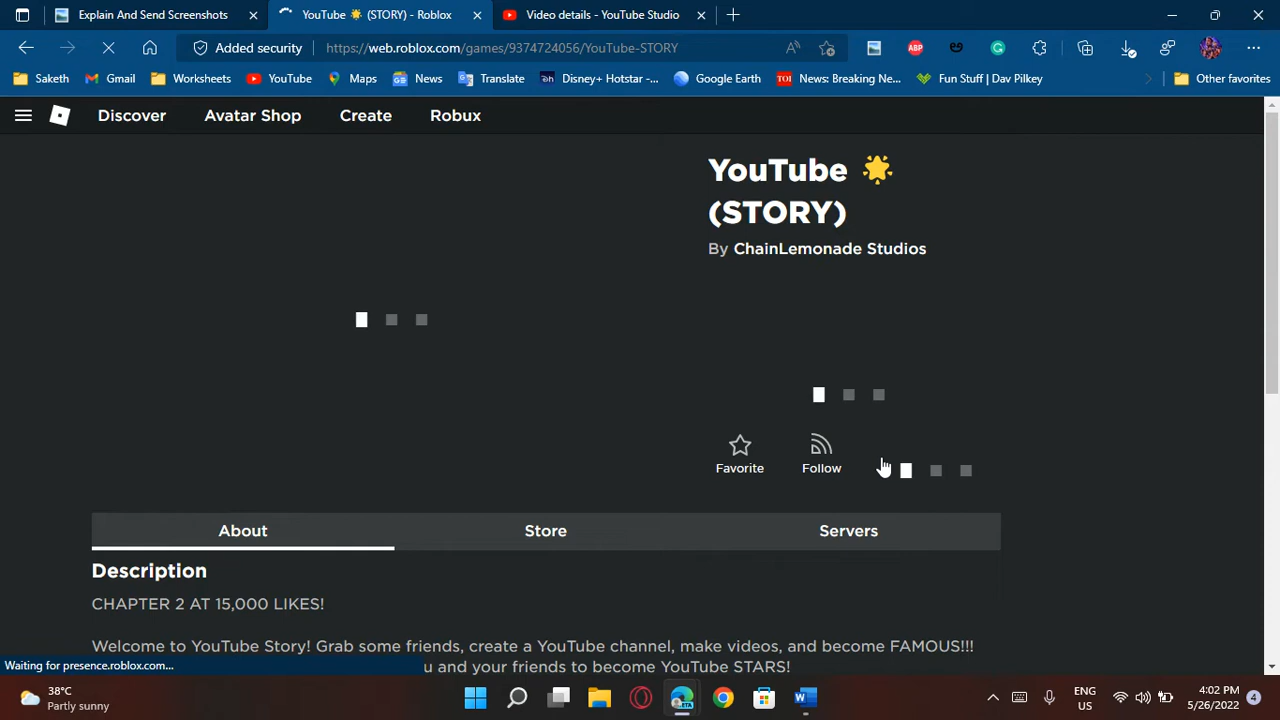 Explain And Send Screenshots
YouTube 🌟 (STORY) - Roblox
Video details - YouTube Studio
Added security
https://web.roblox.com/games/9374724056/YouTube-STORY
ABP
Saketh
Gmail
Worksheets
YouTube
Maps
News
Translate
Disney+ Hotstar -...
Google Earth
TOI
News: Breaking Ne...
Fun Stuff | Dav Pilkey
Other favorites
Discover
Avatar Shop
Create
Robux
YouTube 🌟
(STORY)
By ChainLemonade Studios
Favorite
Follow
About
Store
Servers
Description
CHAPTER 2 AT 15,000 LIKES!
Welcome to YouTube Story! Grab some friends, create a YouTube channel, make videos, and become FAMOUS!!!
u and your friends to become YouTube STARS!
Waiting for presence.roblox.com...
38°C
Partly sunny
BETA
ENG
US
4:02 PM
5/26/2022
4